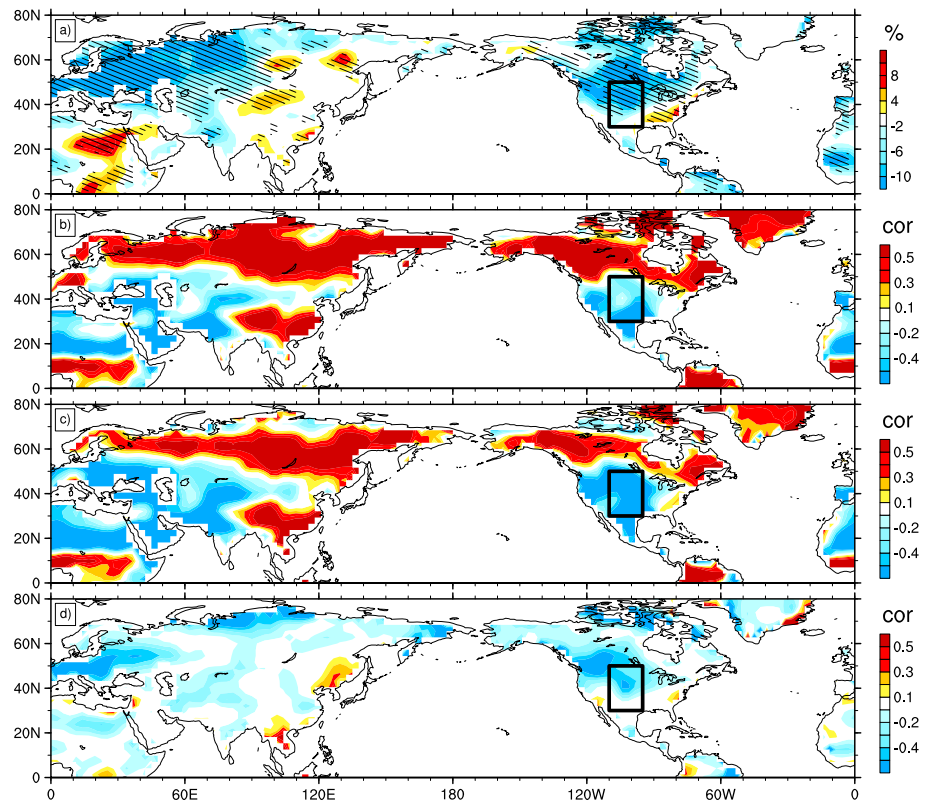 80N a) %
60N 8
40N 4
-2
20N -6
0 -10
80N b) cor
60N 0.5
0.3
40N 0.1
20N -0.2
-0.4
0
80N c) cor
60N 0.5
0.3
40N 0.1
20N -0.2
-0.4
0
80N d) cor
60N 0.5
0.3
40N 0.1
20N -0.2
-0.4
0
0 60E 120E 180 120W 60W 0